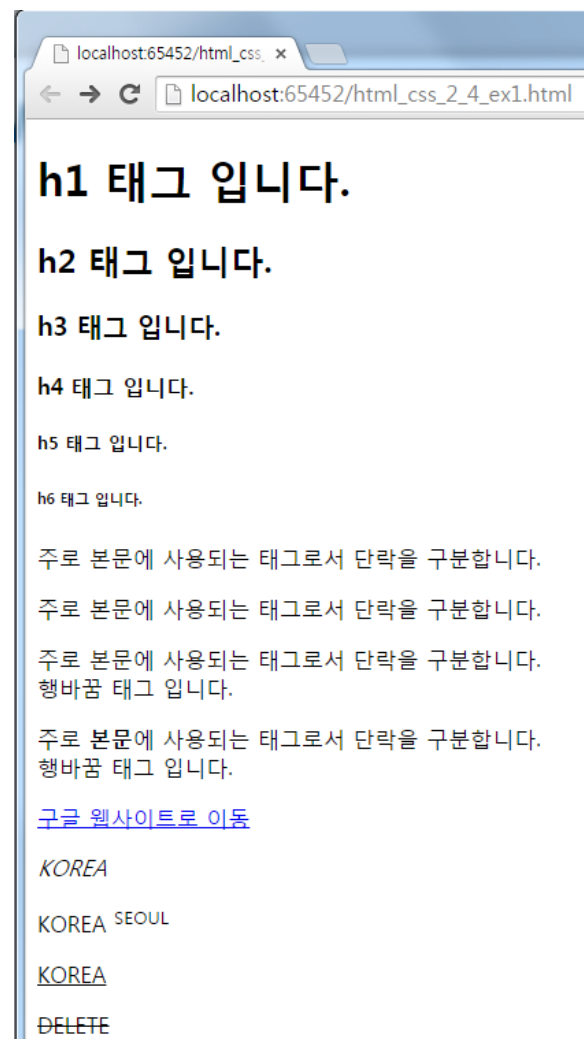 localhost:65452/html_css_
localhost:65452/html_css_2_4_ex1.html
h1 태그 입니다.
h2 태그 입니다.
h3 태그 입니다.
h4 태그 입니다.
h5 태그 입니다.
h6 태그 입니다.
주로 본문에 사용되는 태그로서 단락을 구분합니다.
주로 본문에 사용되는 태그로서 단락을 구분합니다.
주로 본문에 사용되는 태그로서 단락을 구분합니다.
행바꿈 태그 입니다.
주로 본문에 사용되는 태그로서 단락을 구분합니다.
행바꿈 태그 입니다.
구글 웹사이트로 이동
KOREA
KOREA SEOUL
KOREA
DELETE